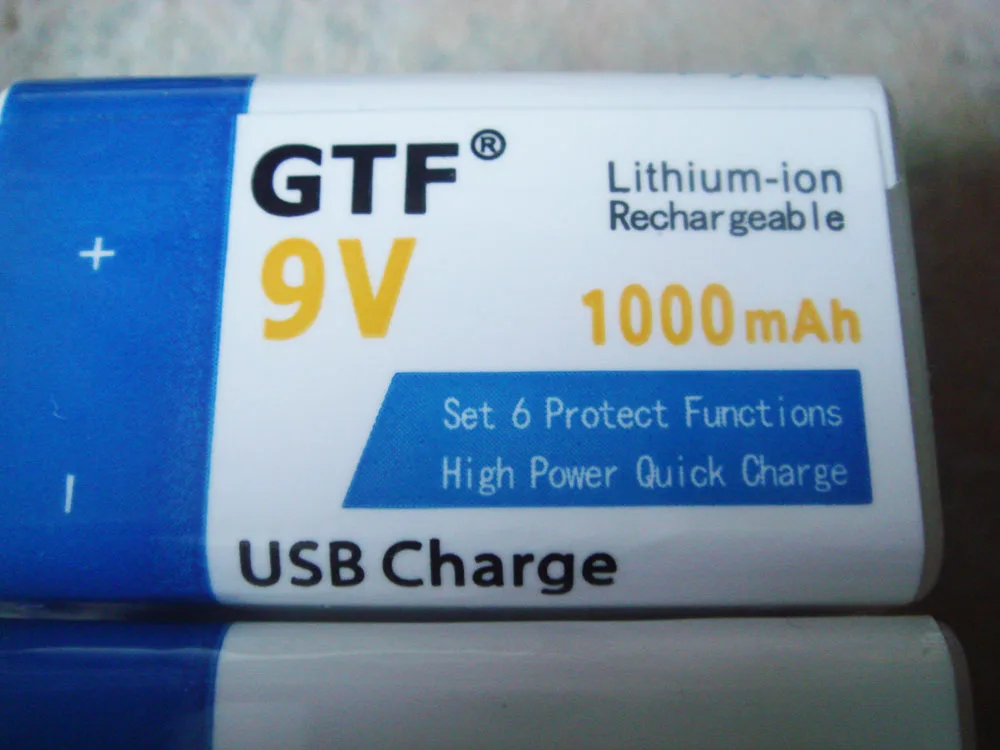 GTF®
Lithium-ion
Rechargeable
+
9V
1000mAh
Set 6 Protect Functions
High Power Quick Charge
-
USB Charge